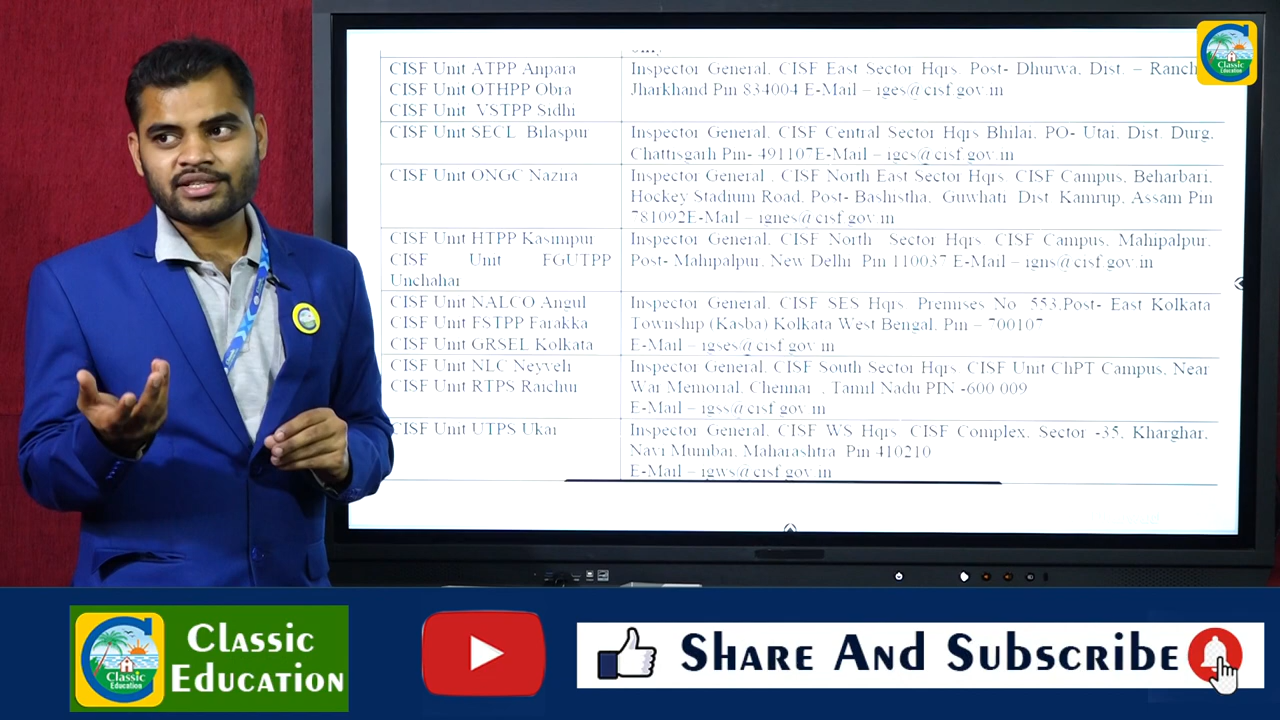 CISF Unit ATPP Anpara
CISF Unit OTHPP Obra
CISF Unit VSTPP Sidhi
Inspector General, CISF East Sector Hqrs, Post- Dhurwa, Dist. –
Jharkhand Pin 834004 E-Mail – iges@cisf.gov.in
CISF Unit SECL Bilaspur
Inspector General, CISF Central Sector Hqrs Bhilai, PO- Utai, Dist. Durg,
Chattisgarh Pin- 491107E-Mail – igcs@cisf.gov.in
CISF Unit ONGC Nazira
Inspector General , CISF North East Sector Hqrs CISF Campus, Beharbari,
Hockey Stadium Road, Post- Bashistha, Guwhati Dist Kamrup, Assam Pin
781092E-Mail – ignes@cisf.gov.in
CISF Unit HTPP Kasimpur
CISF Unit FGUTPP
Unchahar
Inspector General, CISF North Sector Hqrs CISF Campus, Mahipalpur,
Post- Mahipalpur, New Delhi Pin 110037 E-Mail – igns@cisf.gov.in
CISF Unit NALCO Angul
CISF Unit FSTPP Farakka
CISF Unit GRSEL Kolkata
Inspector General, CISF SES Hqrs Premises No 553,Post- East Kolkata
Township (Kasba) Kolkata West Bengal, Pin – 700107
E-Mail – igses@cisf.gov.in
CISF Unit NLC Neyveli
CISF Unit RTPS Raichur
Inspector General, CISF South Sector Hqrs CISF Unit ChPT Campus, Near
War Memorial, Chennai , Tamil Nadu PIN -600 009
E-Mail – igss@cisf.gov.in
CISF Unit UTPS Ukai
Inspector General, CISF WS Hqrs CISF Complex, Sector -35, Kharghar,
Navi Mumbai, Maharashtra Pin 410210
E-Mail – igws@cisf.gov.in
Classic
Education
Classic
Education
Classic
Education
Share And Subscribe